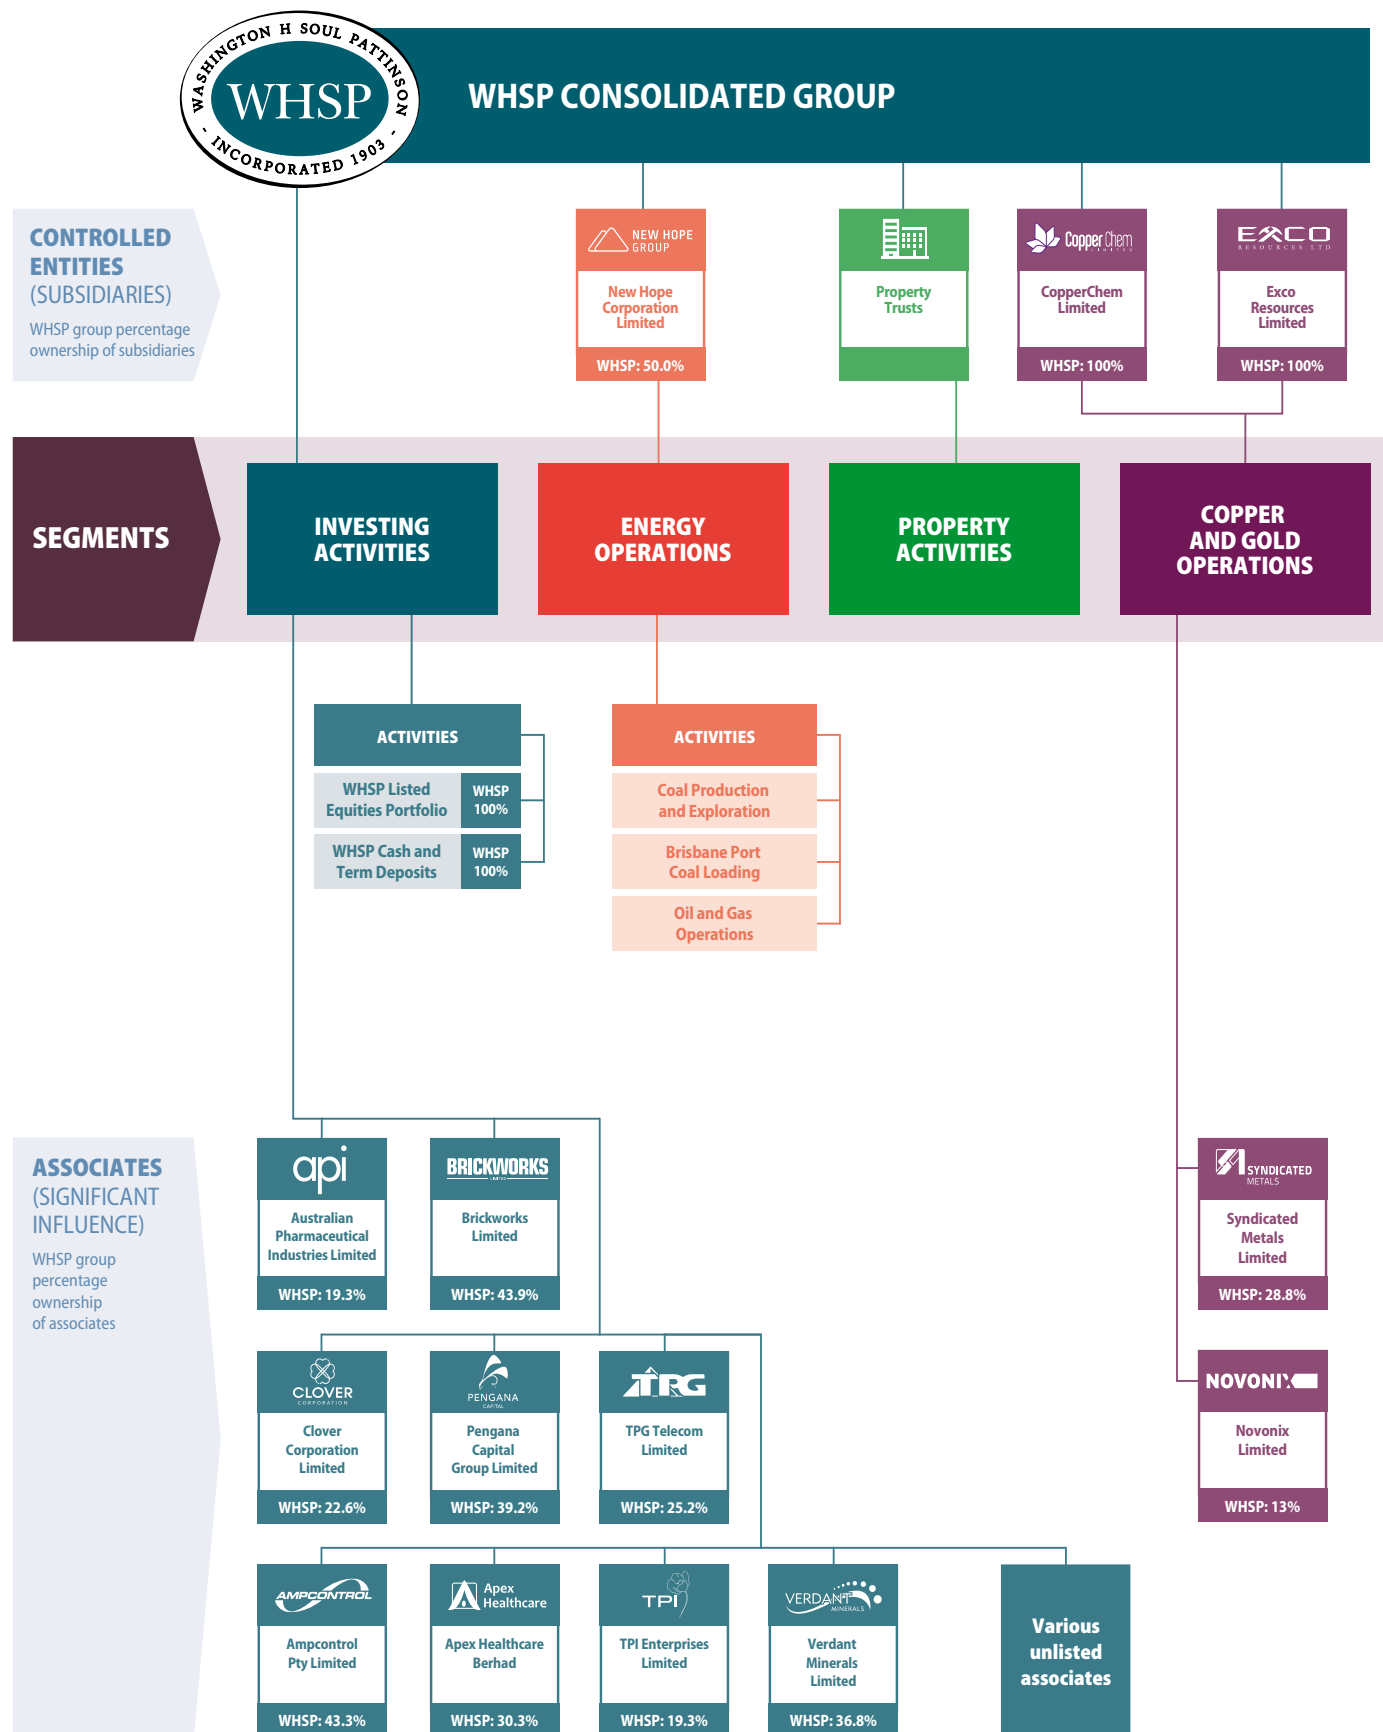 WASHINGTON H SOUL PATTINSON
WHSP
- INCORPORATED 1903 -
WHSP CONSOLIDATED GROUP
CONTROLLED
ENTITIES
(SUBSIDIARIES)
WHSP group percentage
ownership of subsidiaries
NEW HOPE
GROUP
New Hope
Corporation
Limited
WHSP: 50.0%
Property
Trusts
Copper Chem
LIMITED
CopperChem
Limited
WHSP: 100%
EXCO
RESOURCES LTD
Exco
Resources
Limited
WHSP: 100%
SEGMENTS
INVESTING
ACTIVITIES
ENERGY
OPERATIONS
PROPERTY
ACTIVITIES
COPPER
AND GOLD
OPERATIONS
ACTIVITIES
WHSP Listed
Equities Portfolio
WHSP
100%
WHSP Cash and
Term Deposits
WHSP
100%
ACTIVITIES
Coal Production
and Exploration
Brisbane Port
Coal Loading
Oil and Gas
Operations
ASSOCIATES
(SIGNIFICANT
INFLUENCE)
WHSP group
percentage
ownership
of associates
api
Australian
Pharmaceutical
Industries Limited
WHSP: 19.3%
BRICKWORKS
LIMITED
Brickworks
Limited
WHSP: 43.9%
SYNDICATED
METALS
Syndicated
Metals
Limited
WHSP: 28.8%
CLOVER
CORPORATION
Clover
Corporation
Limited
WHSP: 22.6%
PENGANA
CAPITAL
Pengana
Capital
Group Limited
WHSP: 39.2%
TPG
TPG Telecom
Limited
WHSP: 25.2%
NOVONIX
Novonix
Limited
WHSP: 13%
AMPCONTROL
Ampcontrol
Pty Limited
WHSP: 43.3%
Apex
Healthcare
Apex Healthcare
Berhad
WHSP: 30.3%
TPI
TPI Enterprises
Limited
WHSP: 19.3%
VERDANT
MINERALS
Verdant
Minerals
Limited
WHSP: 36.8%
Various
unlisted
associates